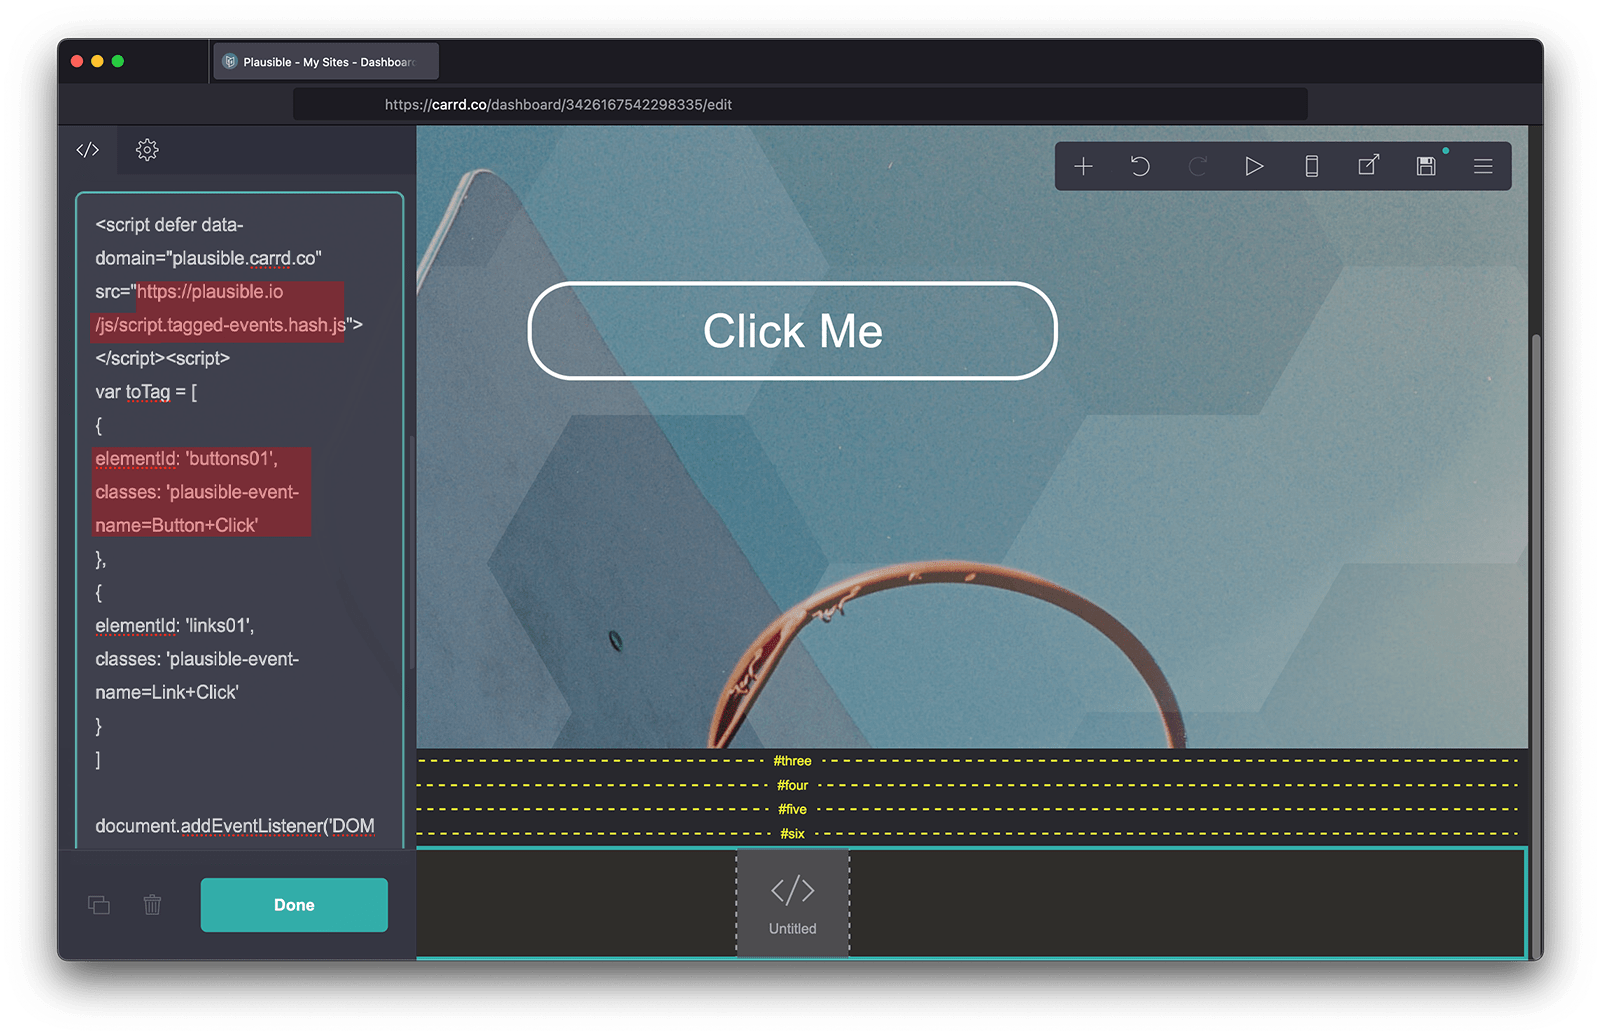 Plausible - My Sites - Dashboard
https://carrd.co/dashboard/3426167542298335/edit
<script defer data-
domain="plausible.carrd.co"
src="https://plausible.io
/js/script.tagged-events.hash.js">
</script><script>
var toTag = [
{
elementId: 'buttons01',
classes: 'plausible-event-
name=Button+Click'
},
{
elementId: 'links01',
classes: 'plausible-event-
name=Link+Click'
}
]
document.addEventListener('DOM
Done
Click Me
#three
#four
#five
#six
</>
Untitled